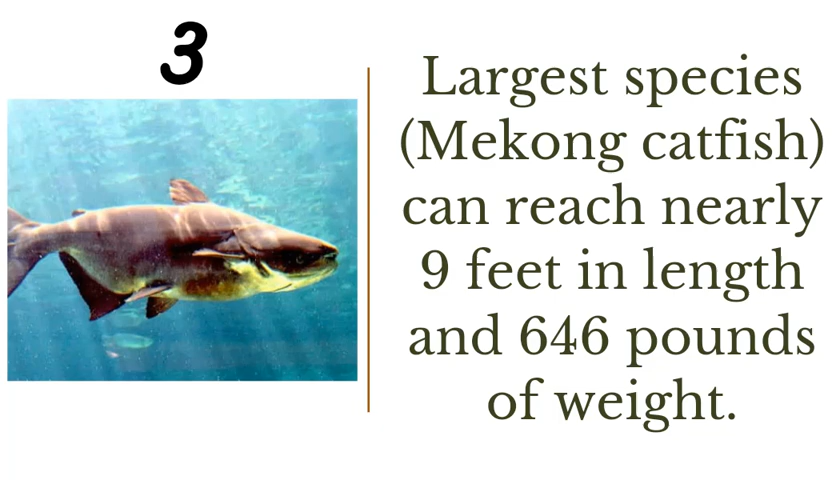 3
Largest species
(Mekong catfish)
can reach nearly
9 feet in length
and 646 pounds
of weight.